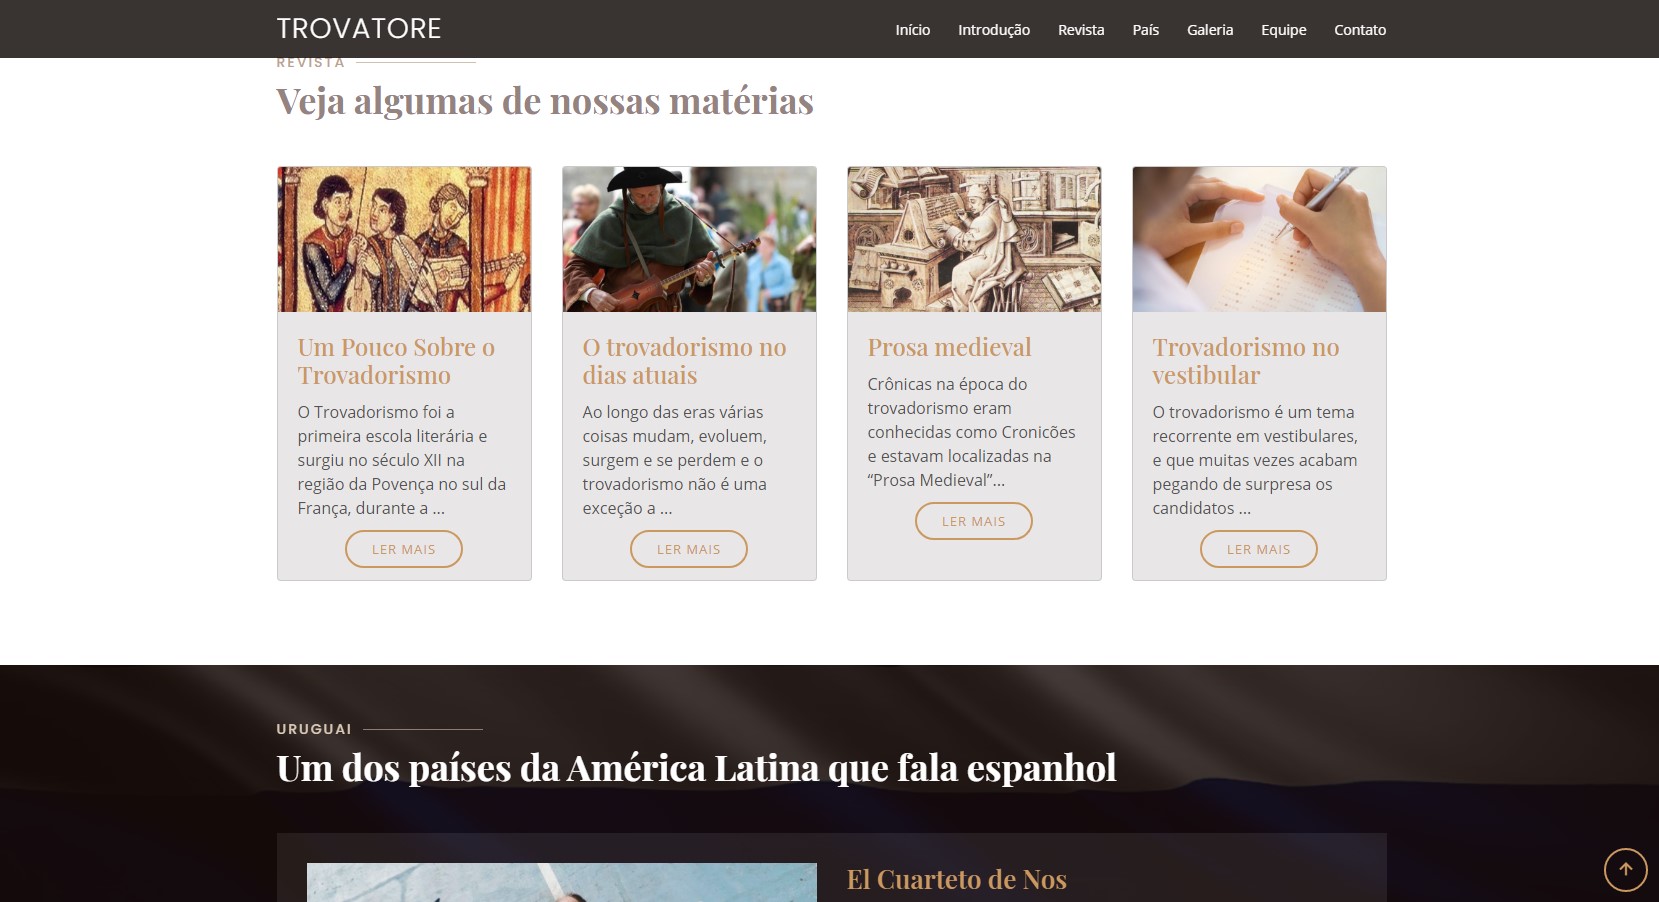 TROVATORE
Início Introdução Revista País Galeria Equipe Contato
REVISTA
Veja algumas de nossas matérias
Um Pouco Sobre o
Trovadorismo
O Trovadorismo foi a
primeira escola literária e
surgiu no século XII na
região da Povença no sul da
França, durante a ...
LER MAIS
O trovadorismo no
dias atuais
Ao longo das eras várias
coisas mudam, evoluem,
surgem e se perdem e o
trovadorismo não é uma
exceção a ...
LER MAIS
Prosa medieval
Crônicas na época do
trovadorismo eram
conhecidas como Cronicões
e estavam localizadas na
“Prosa Medieval”...
LER MAIS
Trovadorismo no
vestibular
O trovadorismo é um tema
recorrente em vestibulares,
e que muitas vezes acabam
pegando de surpresa os
candidatos ...
LER MAIS
URUGUAI
Um dos países da América Latina que fala espanhol
El Cuarteto de Nos